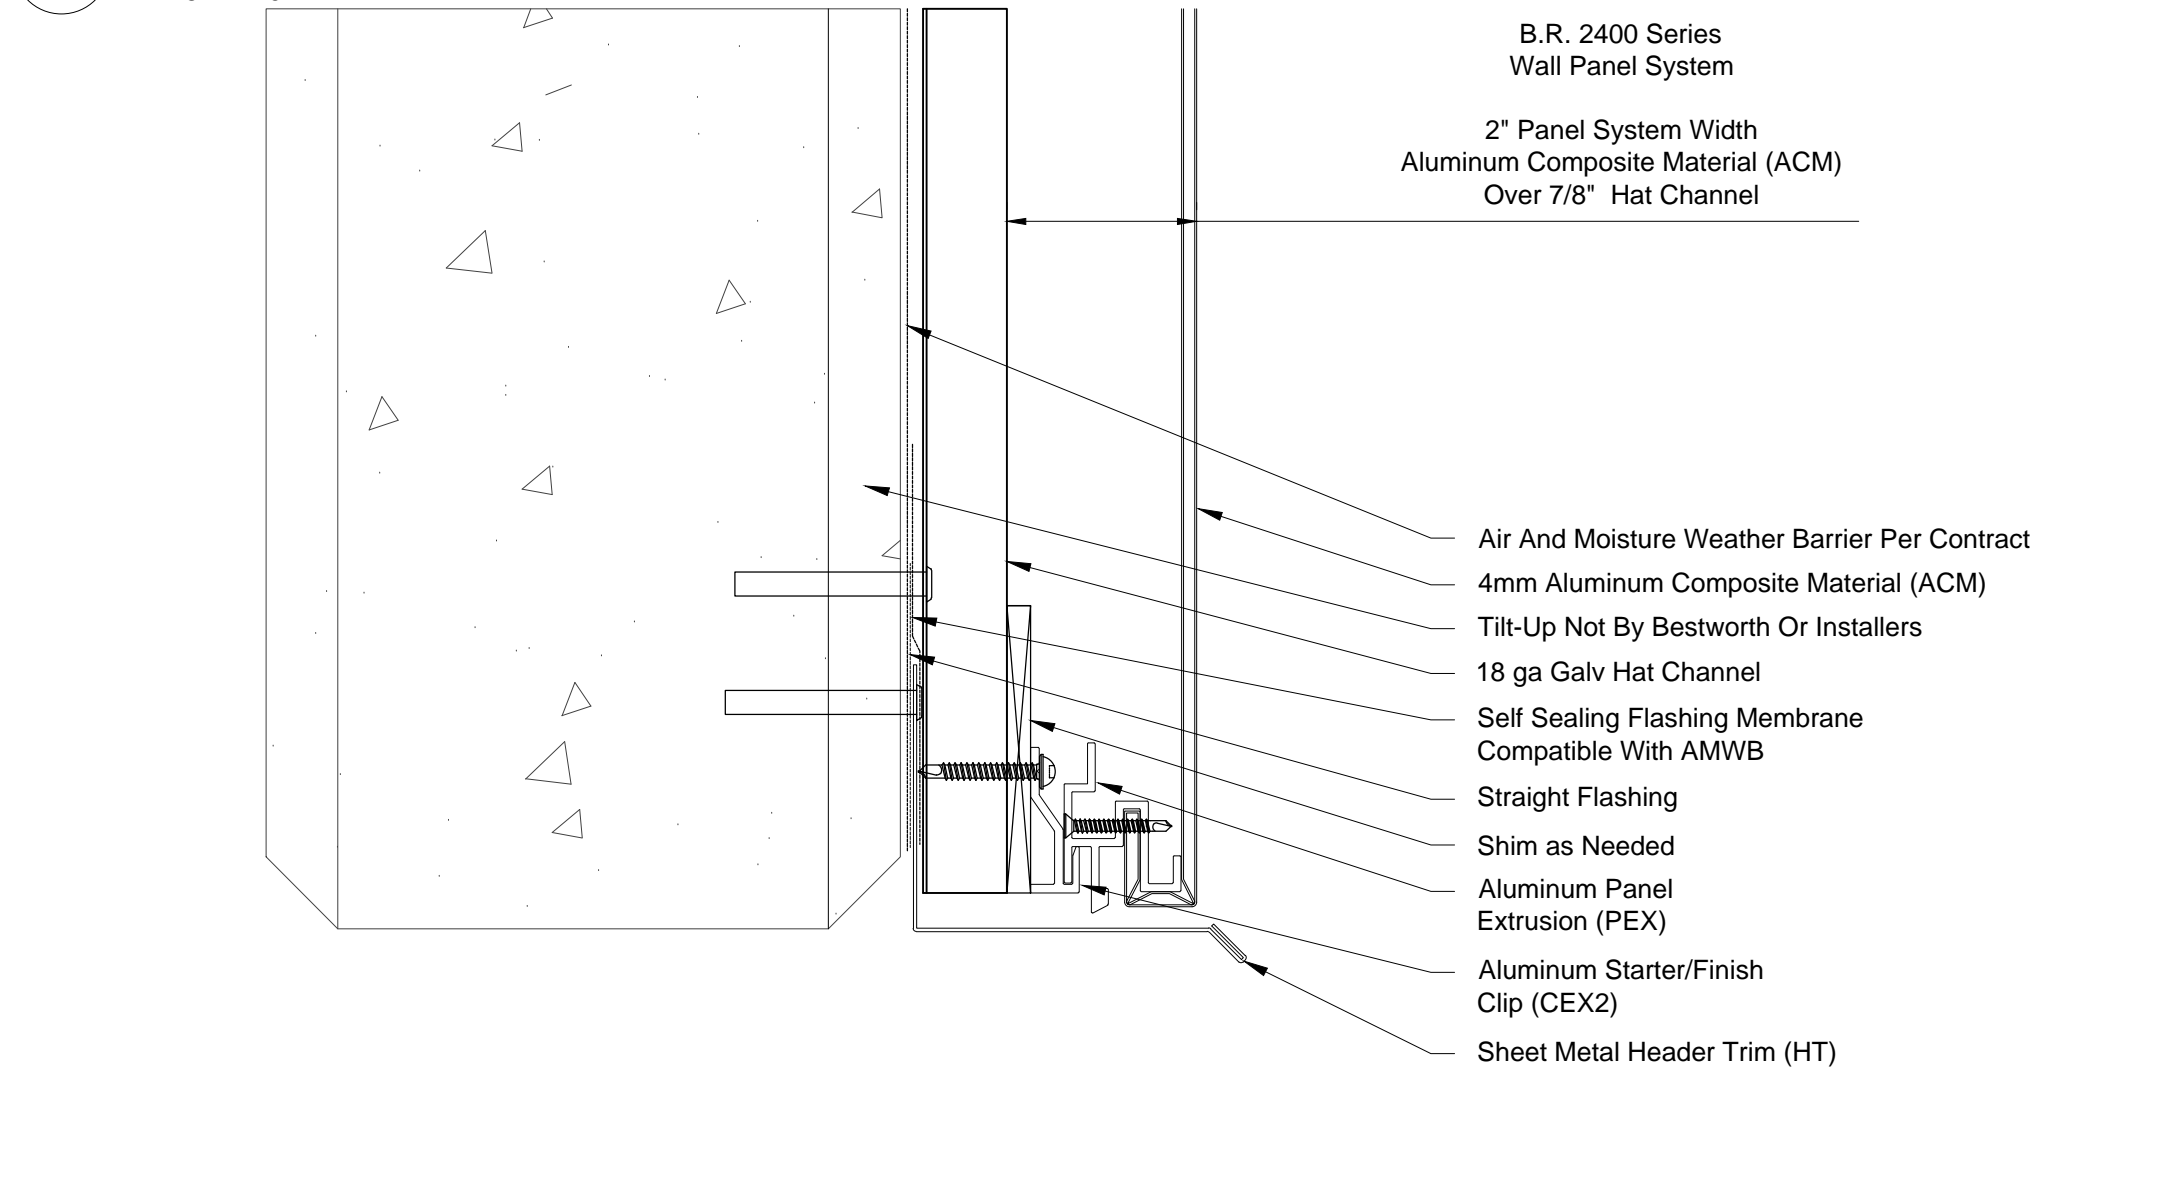 B.R. 2400 Series
Wall Panel System
2" Panel System Width
Aluminum Composite Material (ACM)
Over 7/8" Hat Channel
Air And Moisture Weather Barrier Per Contract
4mm Aluminum Composite Material (ACM)
Tilt-Up Not By Bestworth Or Installers
18 ga Galv Hat Channel
Self Sealing Flashing Membrane
Compatible With AMWB
Straight Flashing
Shim as Needed
Aluminum Panel
Extrusion (PEX)
Aluminum Starter/Finish
Clip (CEX2)
Sheet Metal Header Trim (HT)